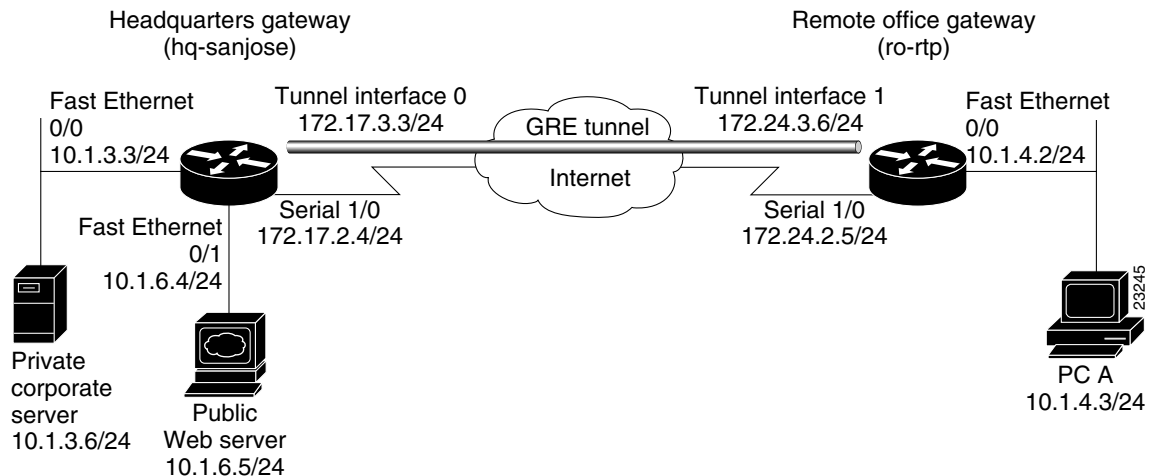 Headquarters gateway
(hq-sanjose)
Remote office gateway
(ro-rtp)
Fast Ethernet
0/0
10.1.3.3/24
Tunnel interface 0
172.17.3.3/24
GRE tunnel
Internet
Tunnel interface 1
172.24.3.6/24
Fast Ethernet
0/0
10.1.4.2/24
Serial 1/0
172.17.2.4/24
Serial 1/0
172.24.2.5/24
Fast Ethernet
0/1
10.1.6.4/24
Private
corporate
server
10.1.3.6/24
Public
Web server
10.1.6.5/24
23245
PC A
10.1.4.3/24